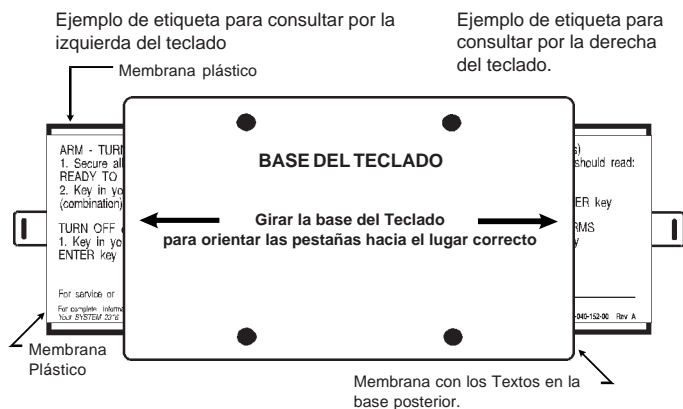 Ejemplo de etiqueta para consultar por la
izquierda del teclado
Ejemplo de etiqueta para
consultar por la derecha
del teclado.
Membrana plástico
ARM - TURN
1. Secure all
READY TO
2. Key in yo
(combination)
TURN OFF
1. Key in yo
ENTER key
For service or
For complete informa
Your SYSTEM
BASE DEL TECLADO
Girar la base del Teclado
para orientar las pestañas hacia el lugar correcto
s)
should read:
ER key
RMS
y
-040-152-00 Rev A
Membrana
Plástico
Membrana con los Textos en la
base posterior.